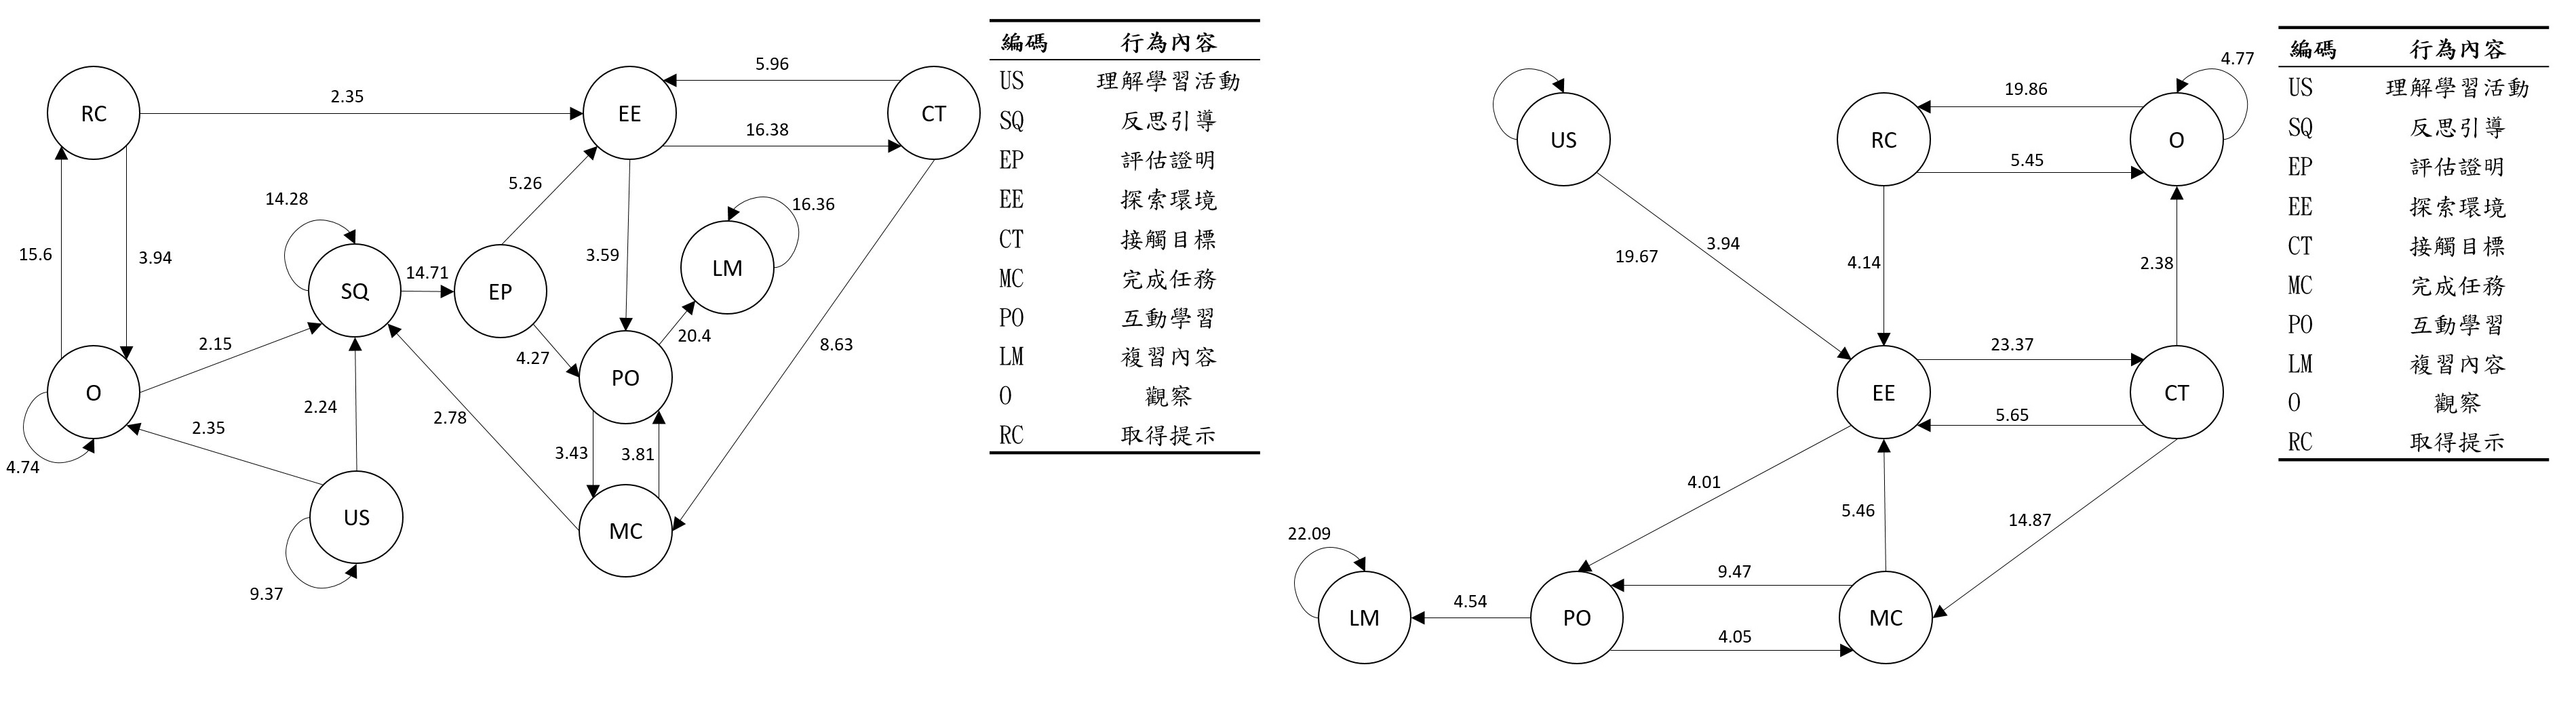 RC
EE
CT
SQ
EP
LM
O
PO
US
MC
2.35
5.96
16.38
15.6
3.94
14.28
5.26
3.59
16.36
14.71
2.15
4.27
20.4
8.63
2.24
2.78
2.35
3.43
3.81
4.74
9.37
編碼 行為內容
US 理解學習活動
SQ 反思引導
EP 評估證明
EE 探索環境
CT 接觸目標
MC 完成任務
PO 互動學習
LM 複習內容
O 觀察
RC 取得提示
US
RC
O
EE
CT
LM
PO
MC
4.77
19.86
5.45
3.94
19.67
4.14
2.38
23.37
5.65
4.01
5.46
14.87
22.09
9.47
4.54
4.05
編碼 行為內容
US 理解學習活動
SQ 反思引導
EP 評估證明
EE 探索環境
CT 接觸目標
MC 完成任務
PO 互動學習
LM 複習內容
O 觀察
RC 取得提示